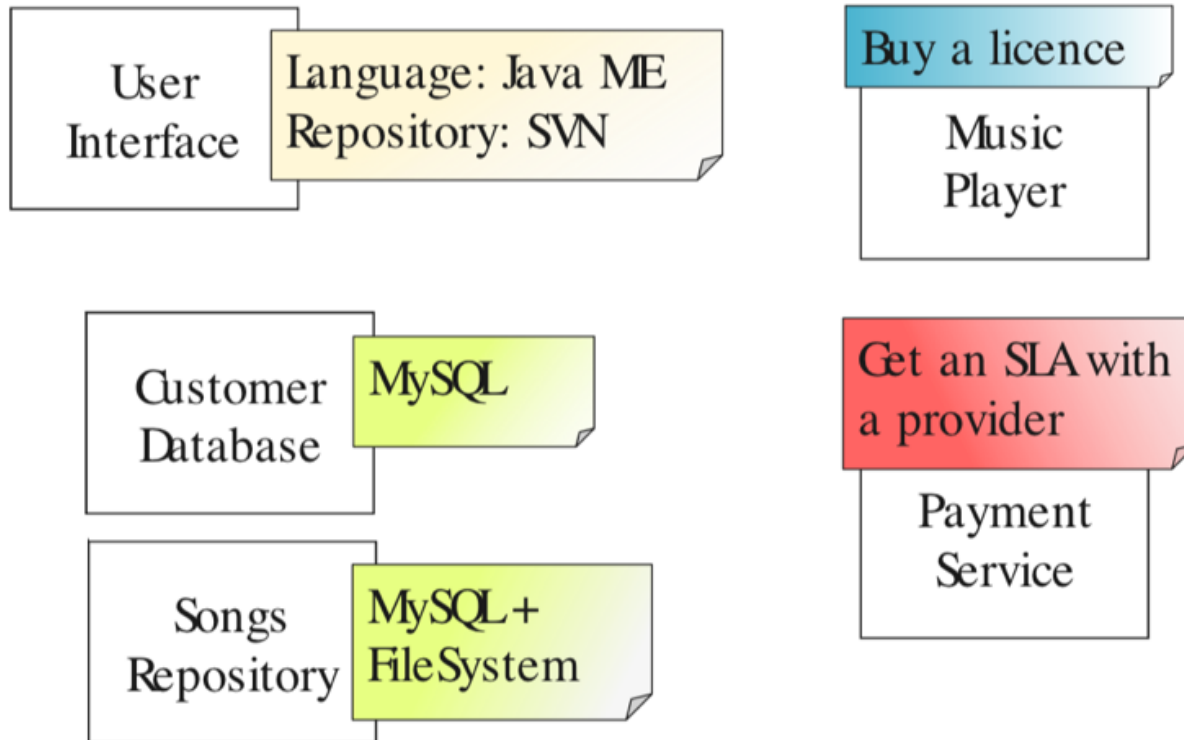 User
Interface
Language: Java ME
Repository: SVN
Buy a licence
Music
Player
Customer
Database
MySQL
Get an SLA with
a provider
Payment
Service
Songs
Repository
MySQL +
FileSystem